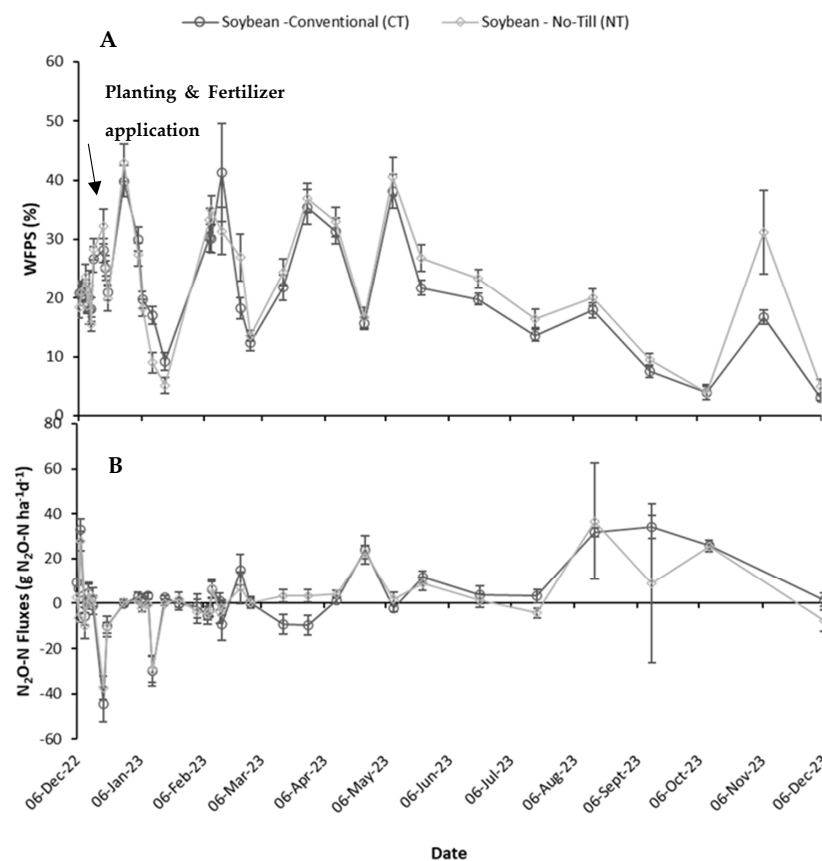 Soybean -Conventional (CT) Soybean - No-Till (NT)
A
60
Planting & Fertilizer
application
50
40
30
20
10
0
WFPS (%)
B
80
60
40
20
0
-20
-40
-60
N₂O-N Fluxes (g N₂O-N ha⁻¹d⁻¹)
06-Dec-22
06-Jan-23
06-Feb-23
06-Mar-23
06-Apr-23
06-May-23
06-Jun-23
06-Jul-23
06-Aug-23
06-Sept-23
06-Oct-23
06-Nov-23
06-Dec-23
Date